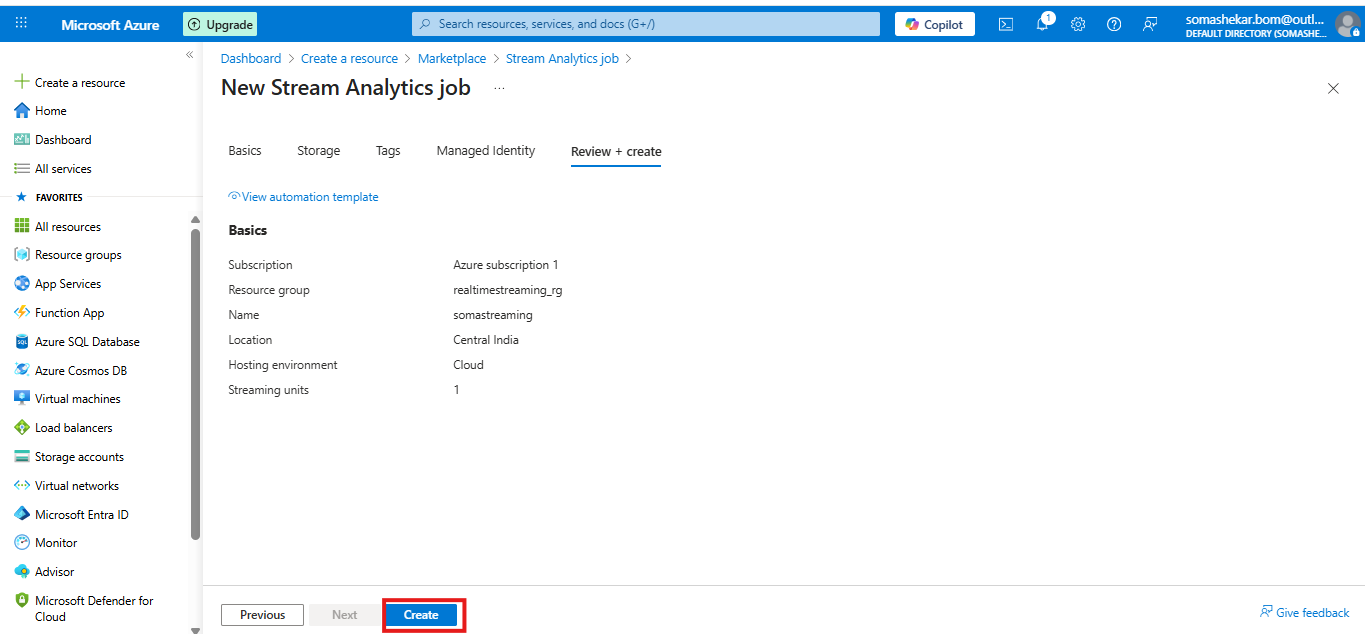 Microsoft Azure
Upgrade
Search resources, services, and docs (G+/)
Copilot
1
somashekar.bom@outl...
DEFAULT DIRECTORY (SOMASHE...
Dashboard > Create a resource > Marketplace > Stream Analytics job >
New Stream Analytics job ...
Create a resource
Home
Dashboard
All services
FAVORITES
All resources
Resource groups
App Services
Function App
SQL
Azure SQL Database
Azure Cosmos DB
Virtual machines
Load balancers
Storage accounts
Virtual networks
Microsoft Entra ID
Monitor
Advisor
Microsoft Defender for
Cloud
Basics Storage Tags Managed Identity Review + create
View automation template
Basics
Subscription Azure subscription 1
Resource group realtimestreaming_rg
Name somastreaming
Location Central India
Hosting environment Cloud
Streaming units 1
Previous Next Create
Give feedback